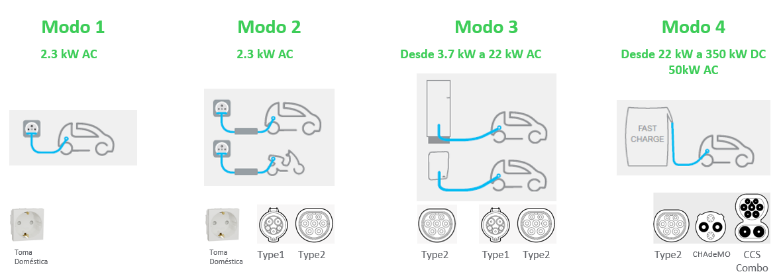 Modo 1
Modo 2
Modo 3
Modo 4
2.3 kW AC
2.3 kW AC
Desde 3.7 kW a 22 kW AC
Desde 22 kW a 350 kW DC
50kW AC
FAST
CHARGE
Toma
Doméstica
Toma
Doméstica
Type1
Type2
Type2
Type1
Type2
Type2
CHAdeMO
CCS
Combo